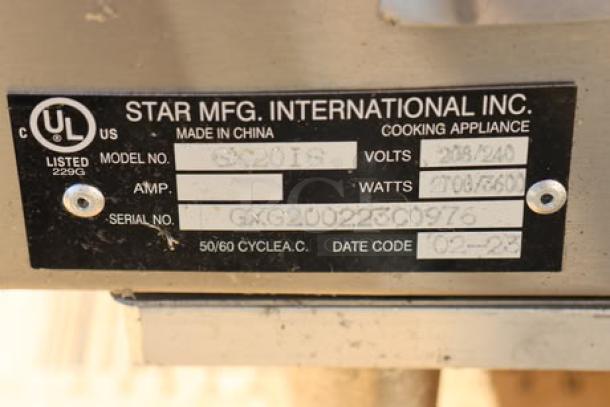 STAR MFG. INTERNATIONAL INC.
C UL ® US
MADE IN CHINA COOKING APPLIANCE
LISTED
229G
MODEL NO. GX20IG VOLTS 208/240
AMP. WATTS 2700/3600
SERIAL NO. GXG200223C0976
50/60 CYCLEA.C. DATE CODE 02-23